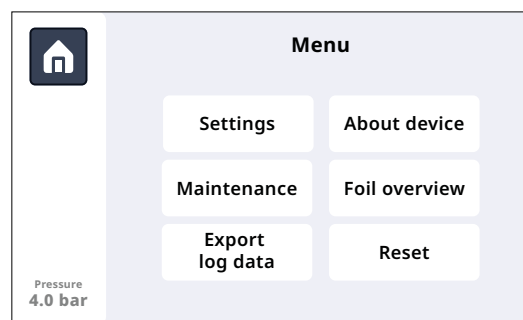 Menu
Settings
About device
Maintenance
Foil overview
Export
log data
Reset
Pressure
4.0 bar